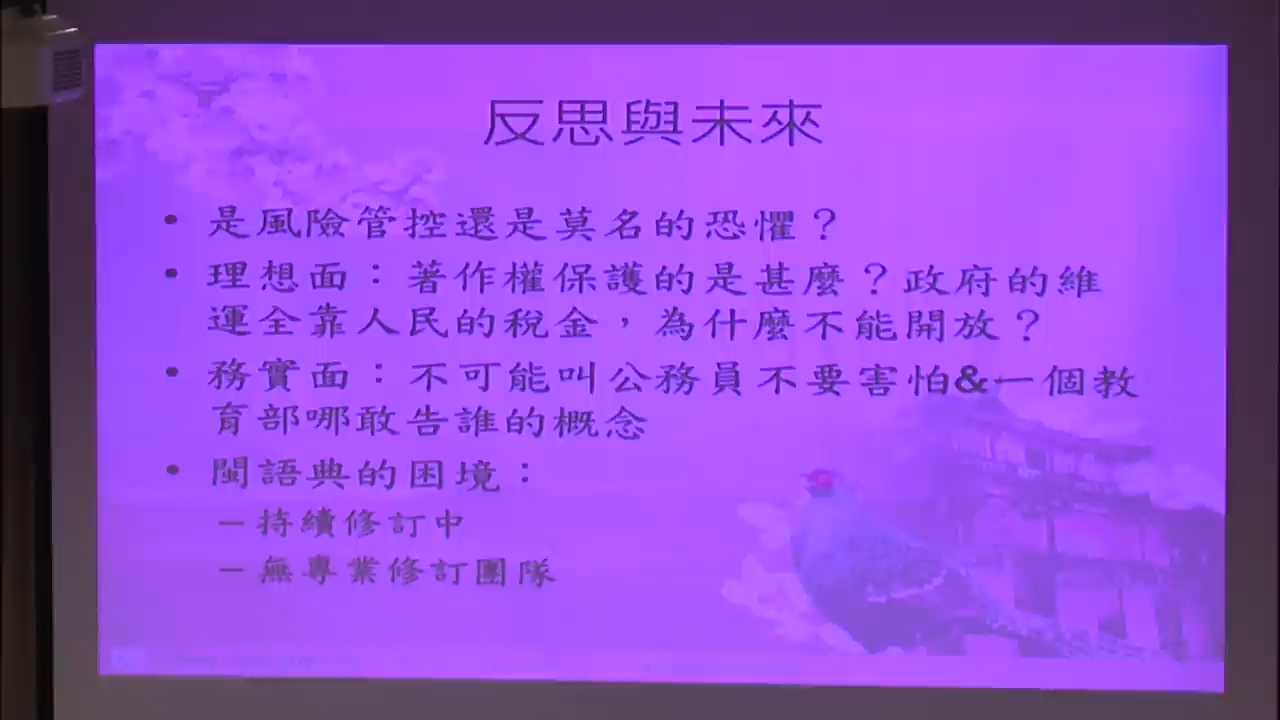 反思與未來
• 是風險管控還是莫名的恐懼？
• 理想面：著作權保護的是甚麼？政府的維
運全靠人民的稅金，為什麼不能開放？
• 務實面：不可能叫公務員不要害怕&一個教
育部哪敢告誰的概念
• 閩語典的困境：
– 持續修訂中
– 無專業修訂團隊